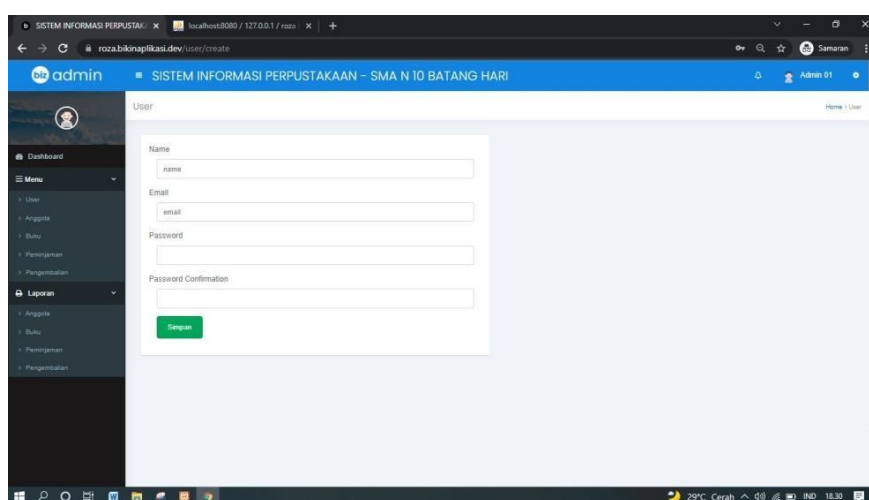 SISTEM INFORMASI PERPUSTAKA
localhost:8080 / 127.0.0.1 / roza
roza.bikinaplikasi.dev/user/create
Samaran
biz admin
SISTEM INFORMASI PERPUSTAKAAN - SMA N 10 BATANG HARI
Admin 01
User
Home › User
Dashboard
Menu
User
Anggota
Buku
Peminjaman
Pengembalian
Laporan
Anggota
Buku
Peminjaman
Pengembalian
Name
name
Email
email
Password
Password Confirmation
Simpan
29°C Cerah
IND
18.30